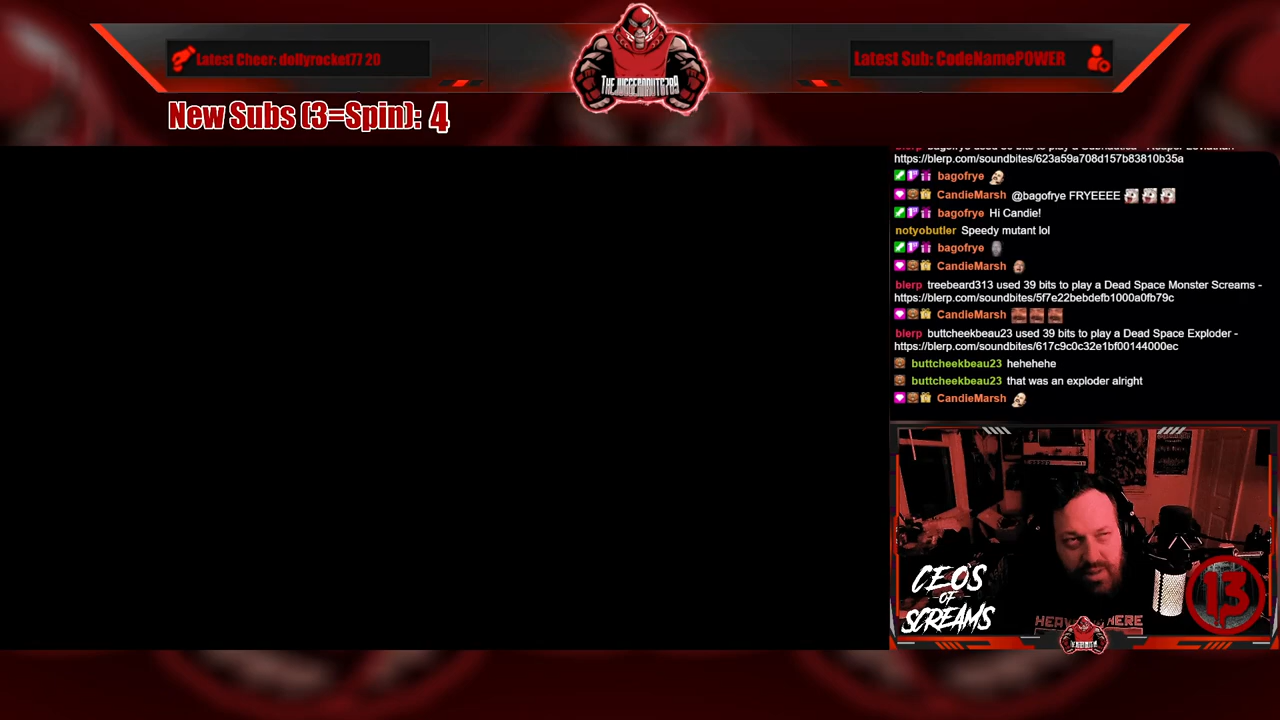 Latest Cheer: dollyrocket77 20
THEJUGGERNAUT6789
Latest Sub: CodeNamePOWER
New Subs (3=Spin): 4
https://blerp.com/soundbites/623a59a708d157b83810b35a
bagofrye
CandieMarsh @bagofrye FRYEEEE
bagofrye Hi Candie!
notyobutler Speedy mutant lol
bagofrye
CandieMarsh
blerp treebeard313 used 39 bits to play a Dead Space Monster Screams -
https://blerp.com/soundbites/5f7e22bebdefb1000a0fb79c
CandieMarsh
blerp buttcheekbeau23 used 39 bits to play a Dead Space Exploder -
https://blerp.com/soundbites/617c9c0c32e1bf00144000ec
buttcheekbeau23 hehehehe
buttcheekbeau23 that was an exploder alright
CandieMarsh
CEO'S
OF
SCREAMS
13